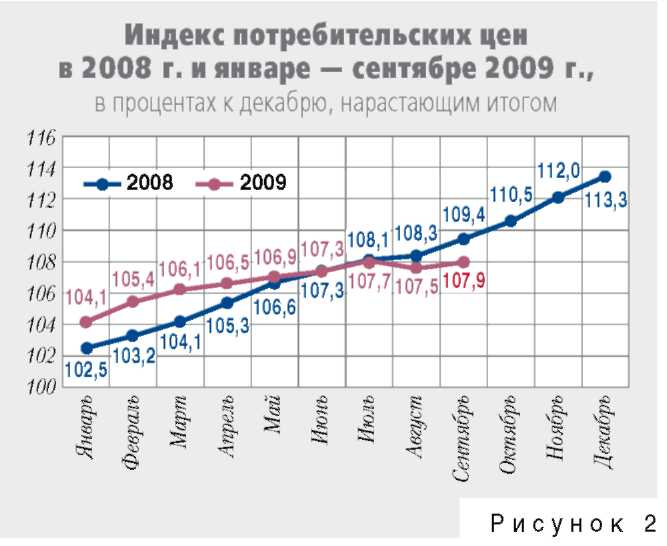 Индекс потребительских цен
в 2008 г. и январе — сентябре 2009 г.,
в процентах к декабрю, нарастающим итогом
116
114
112
110
108
106
104
102
100
2008
2009
104,1 105,4 106,1 106,5 106,9 107,3 108,1 108,3 109,4 110,5 112,0 113,3
102,5 103,2 104,1 105,3 106,6 107,3 107,7 107,5 107,9
Январь Февраль Март Апрель Май Июнь Июль Август Сентябрь Октябрь Ноябрь Декабрь
Рисунок 2